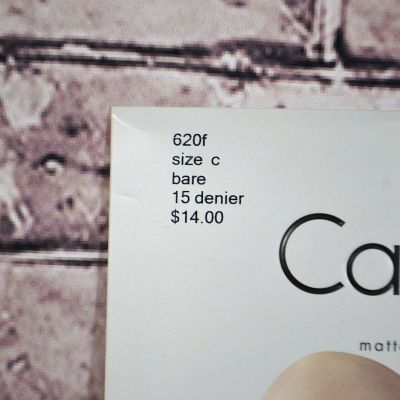 620f
size c
bare
15 denier
$14.00
Ca
matt